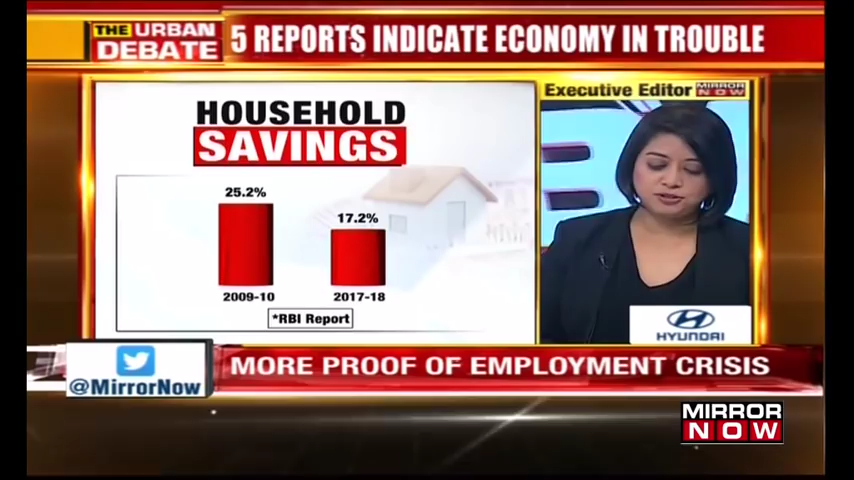 THE URBAN
DEBATE
5 REPORTS INDICATE ECONOMY IN TROUBLE
Executive Editor
MIRROR
NOW
HOUSEHOLD
SAVINGS
25.2%
17.2%
2009-10
2017-18
*RBI Report
HYUNDAI
@MirrorNow
MORE PROOF OF EMPLOYMENT CRISIS
MIRROR
NOW